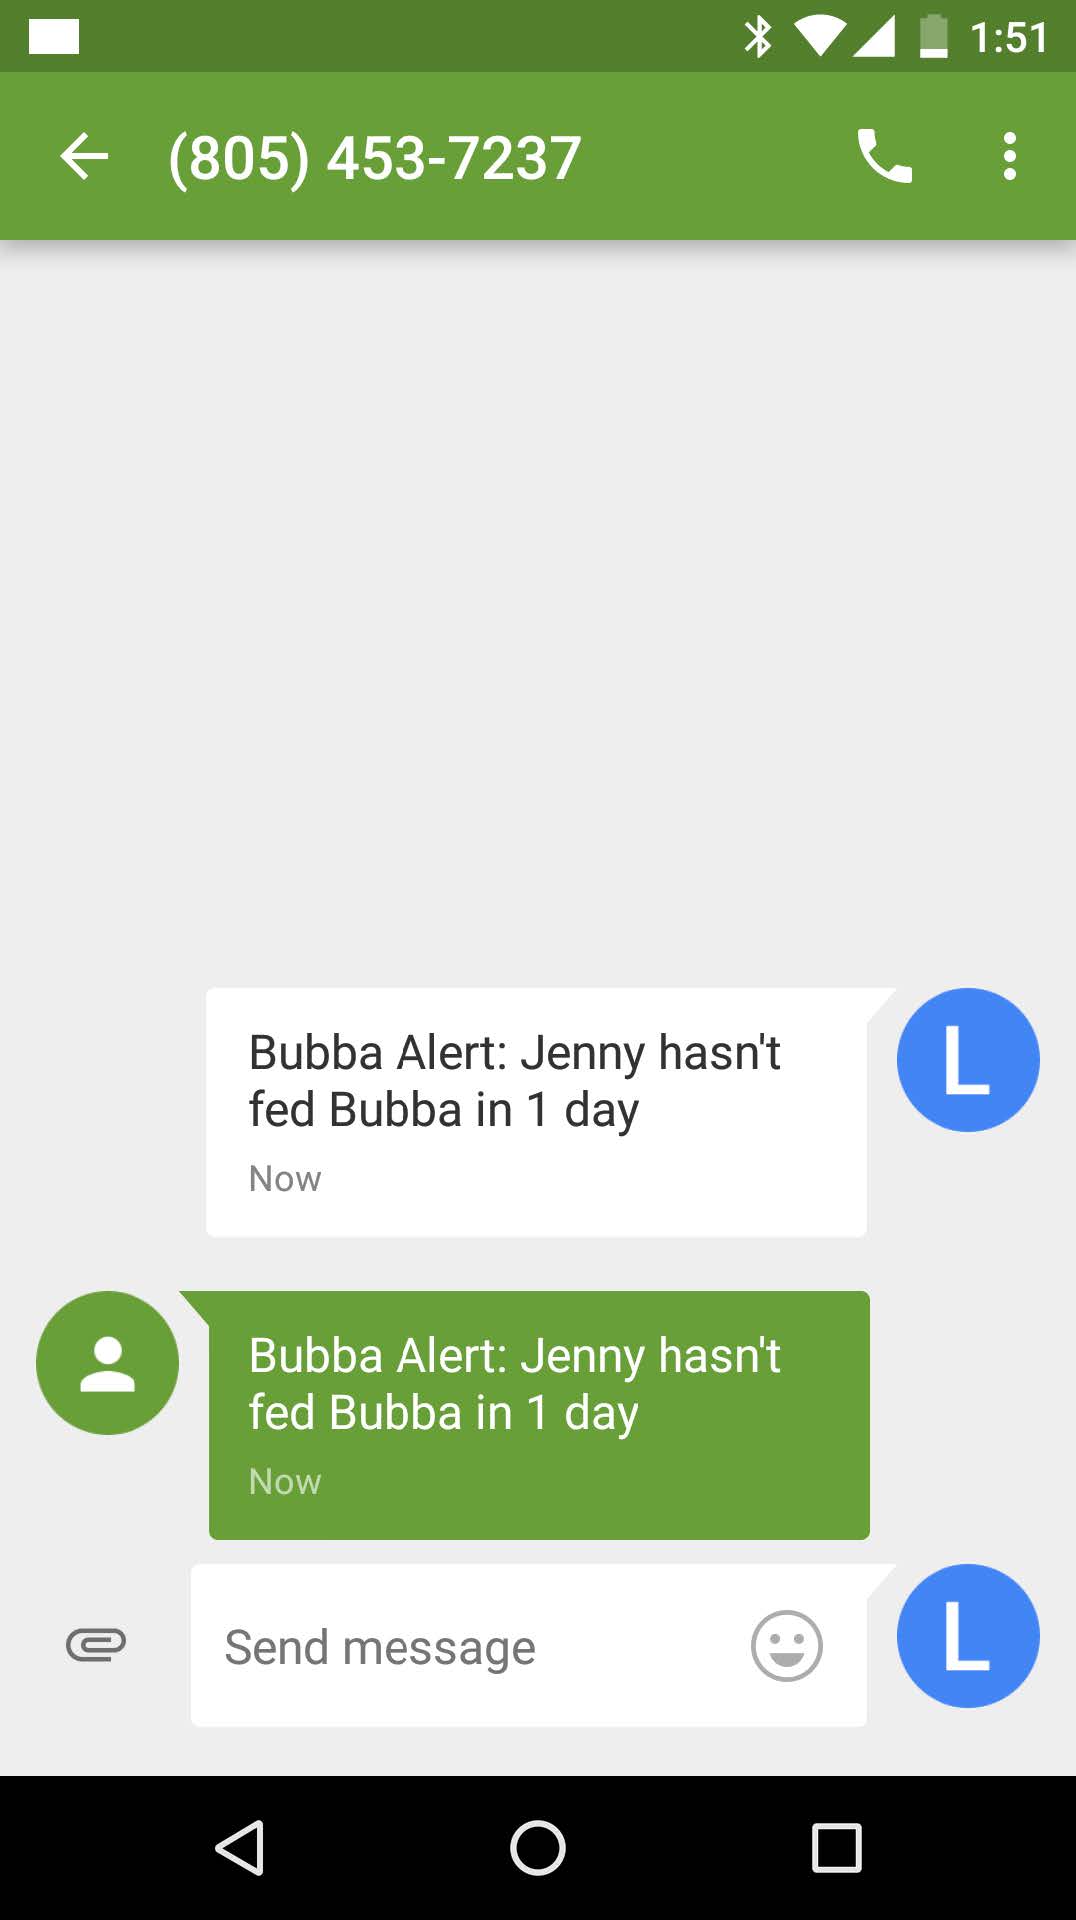 1:51
(805) 453-7237
Bubba Alert: Jenny hasn't
fed Bubba in 1 day
Now
L
Bubba Alert: Jenny hasn't
fed Bubba in 1 day
Now
Send message
L